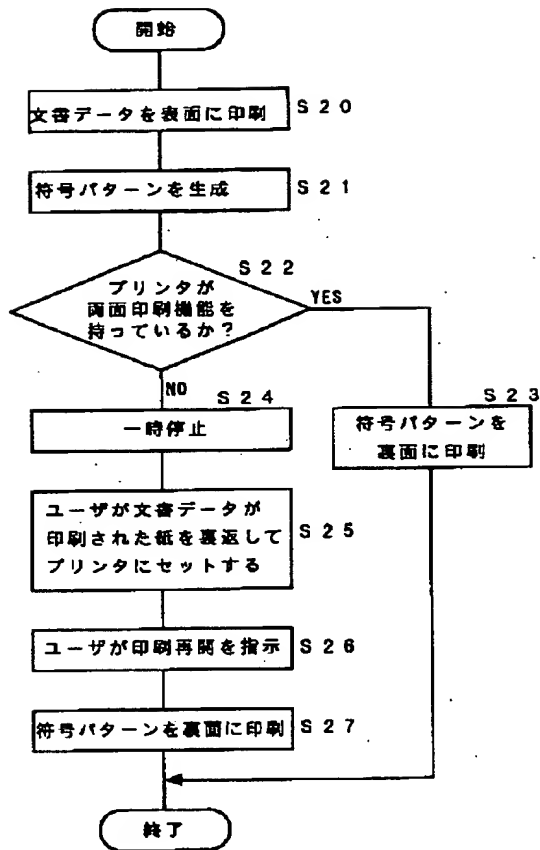 開始
文書データを表面に印刷
S20
符号パターンを生成
S21
S22
プリンタが
両面印刷機能を
持っているか？
YES
NO
S23
符号パターンを
裏面に印刷
S24
一時停止
ユーザが文書データが
印刷された紙を裏返して
プリンタにセットする
S25
ユーザが印刷再開を指示
S26
符号パターンを裏面に印刷
S27
終了